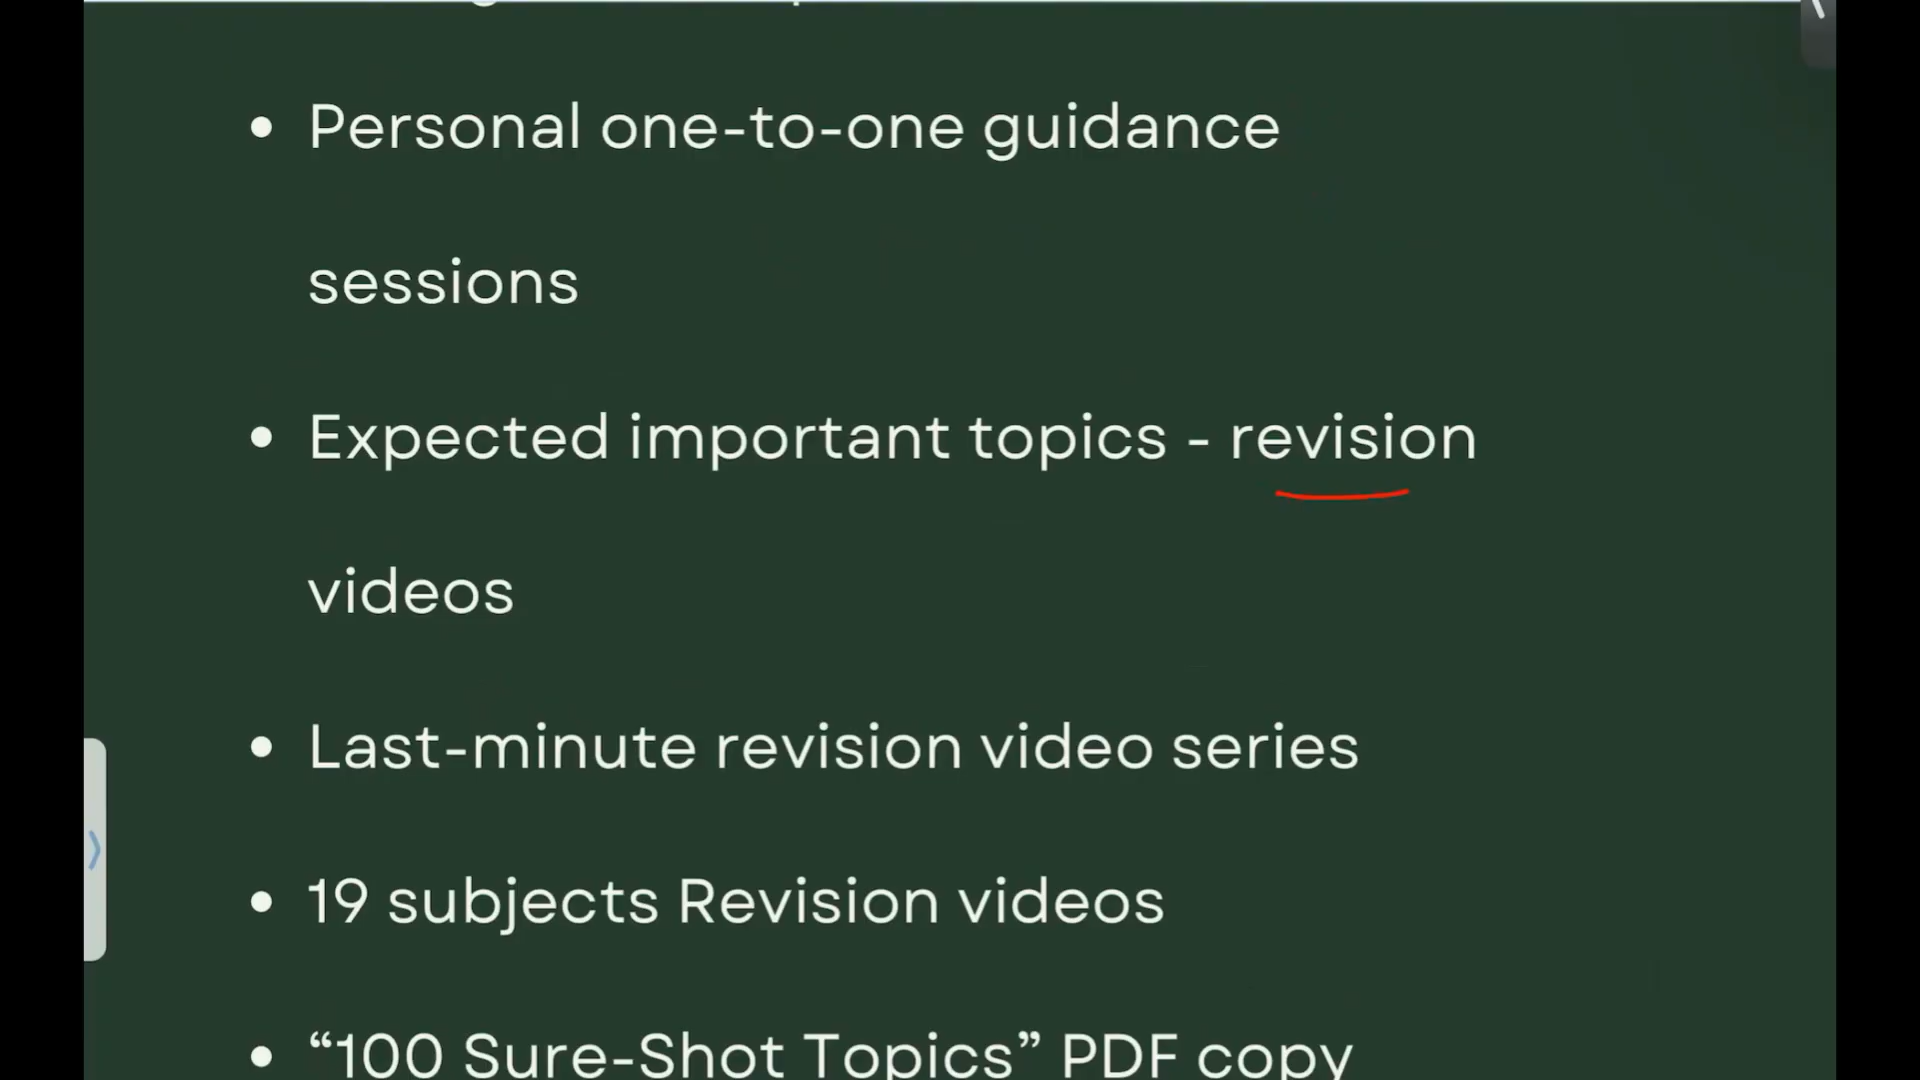 • Personal one-to-one guidance
sessions
• Expected important topics - revision
videos
• Last-minute revision video series
• 19 subjects Revision videos
• “100 Sure-Shot Topics” PDF copy